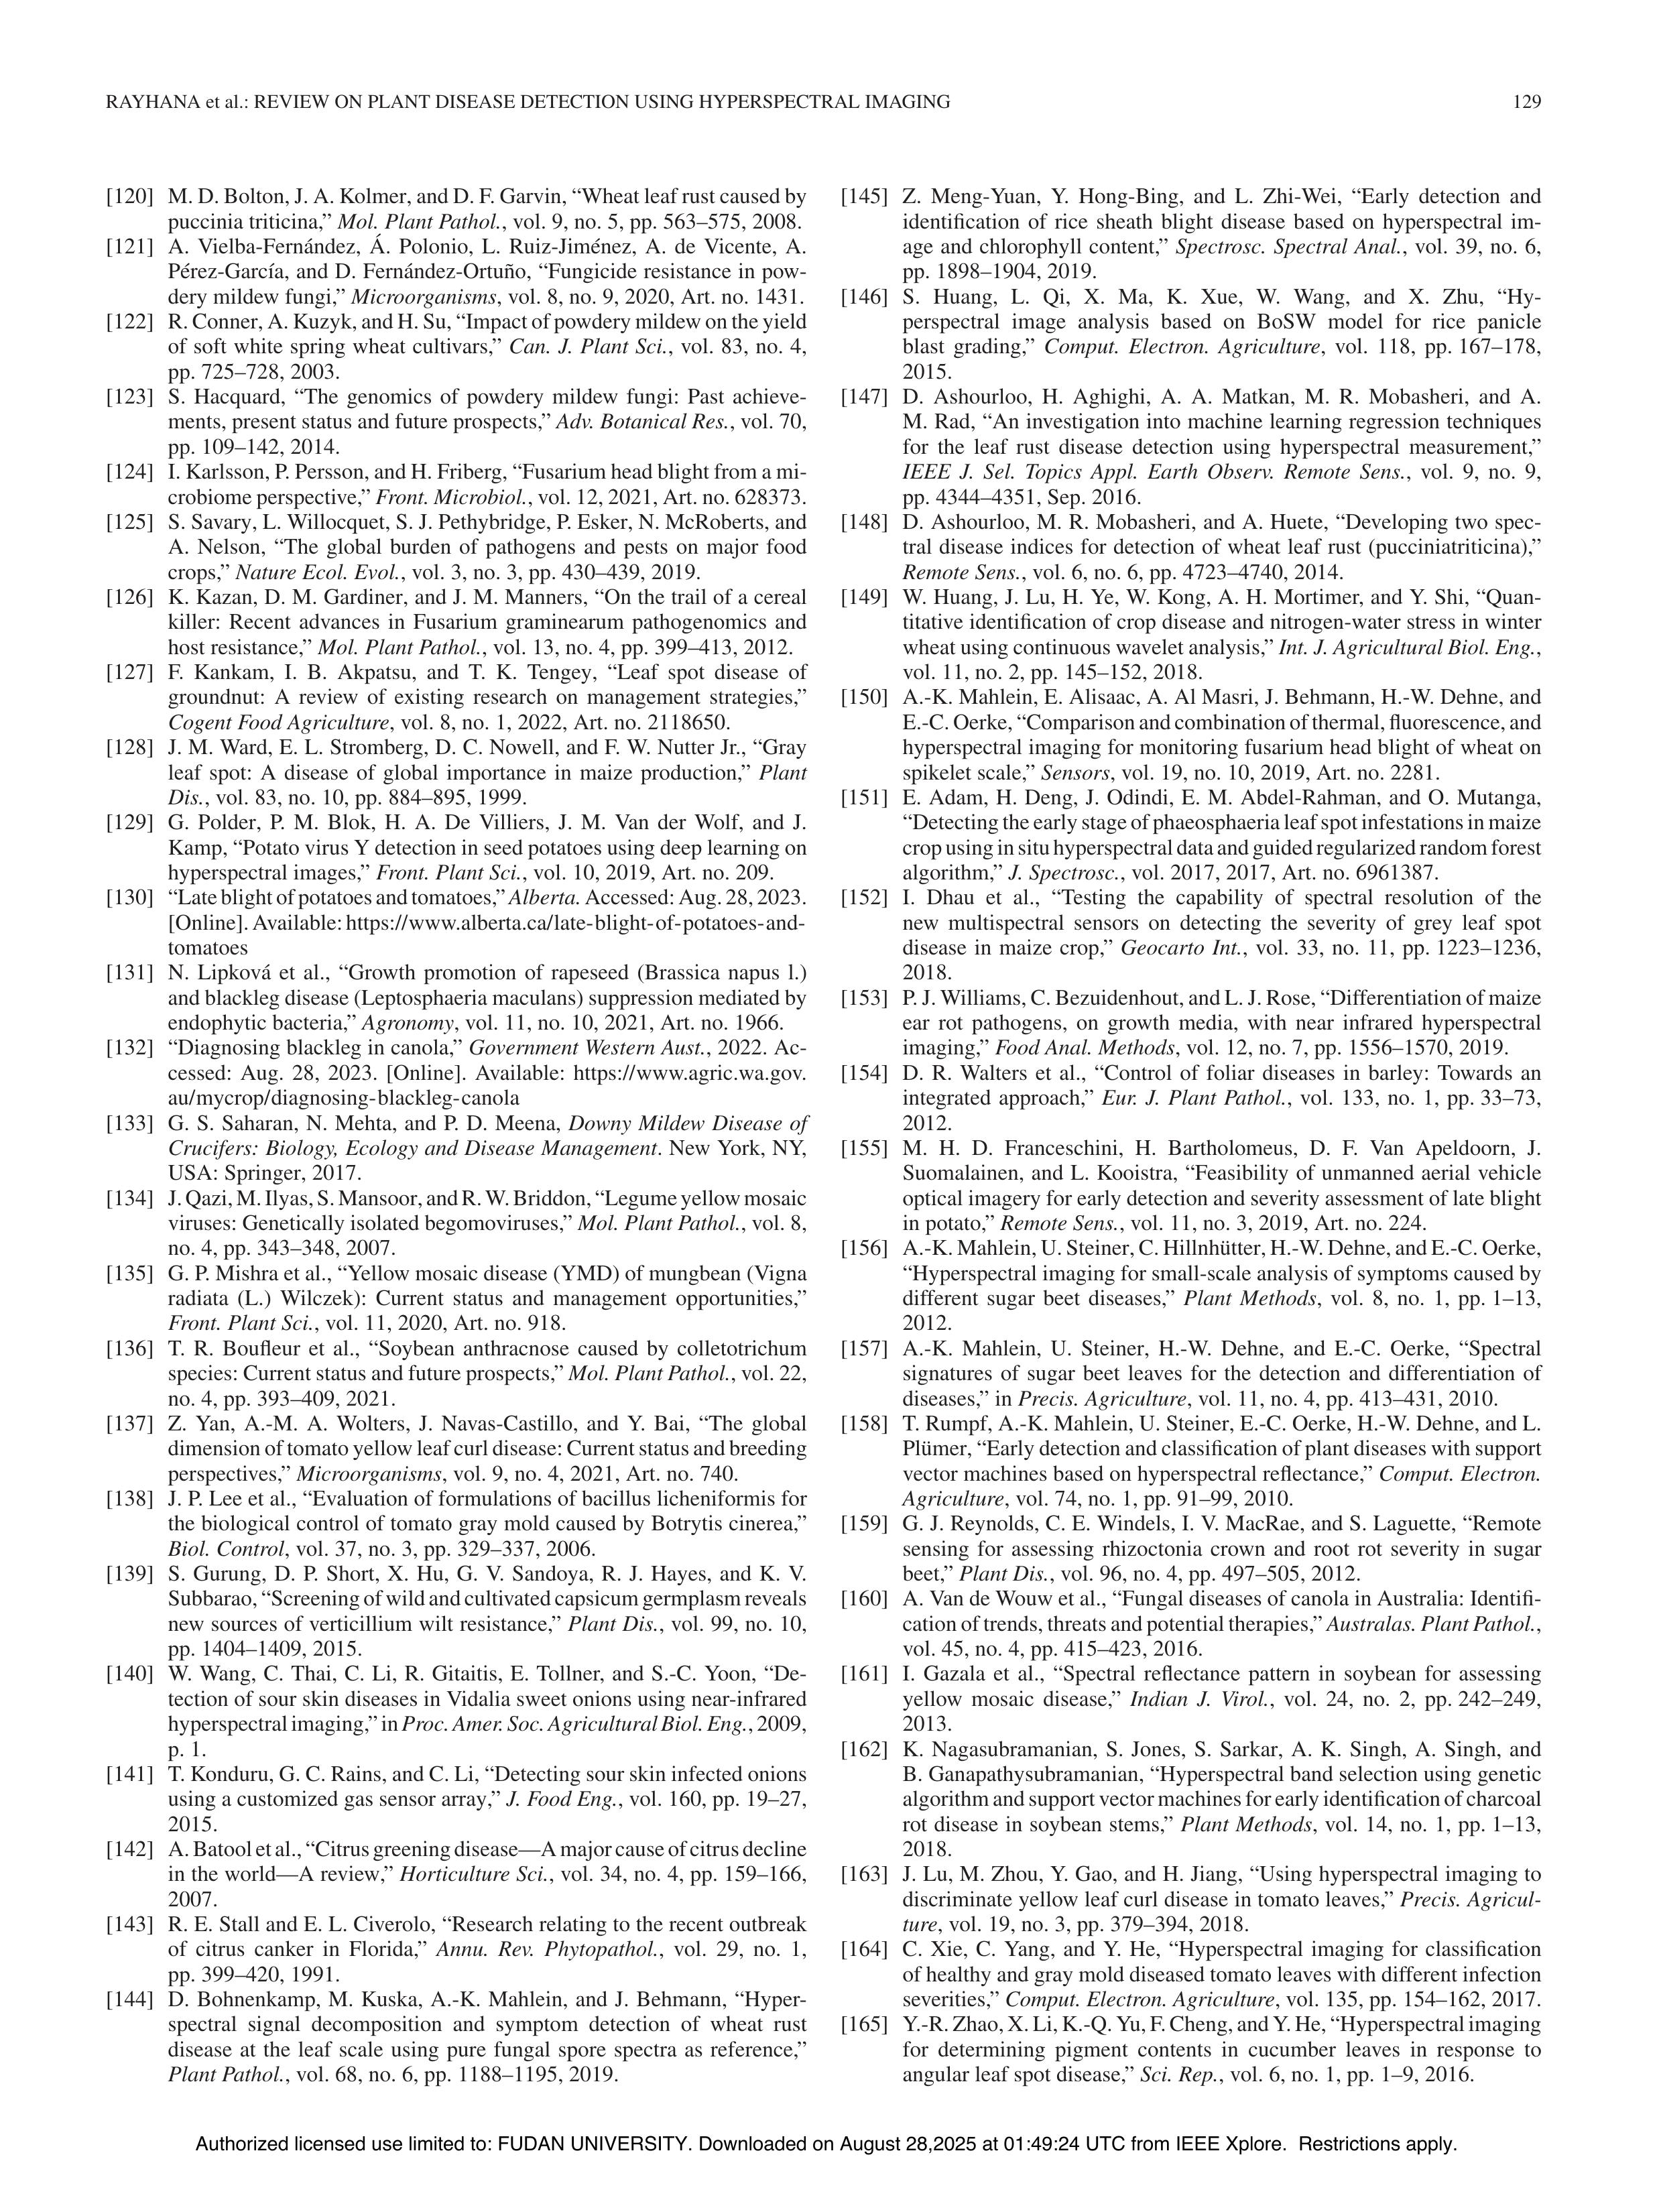 RAYHANA et al.: REVIEW ON PLANT DISEASE DETECTION USING HYPERSPECTRAL IMAGING 129
[120] M. D. Bolton, J. A. Kolmer, and D. F. Garvin, “Wheat leaf rust caused by
puccinia triticina,” Mol. Plant Pathol., vol. 9, no. 5, pp. 563–575, 2008.
[121] A. Vielba-Fernández, Á. Polonio, L. Ruiz-Jiménez, A. de Vicente, A.
Pérez-García, and D. Fernández-Ortuño, “Fungicide resistance in pow-
dery mildew fungi,” Microorganisms, vol. 8, no. 9, 2020, Art. no. 1431.
[122] R. Conner, A. Kuzyk, and H. Su, “Impact of powdery mildew on the yield
of soft white spring wheat cultivars,” Can. J. Plant Sci., vol. 83, no. 4,
pp. 725–728, 2003.
[123] S. Hacquard, “The genomics of powdery mildew fungi: Past achieve-
ments, present status and future prospects,” Adv. Botanical Res., vol. 70,
pp. 109–142, 2014.
[124] I. Karlsson, P. Persson, and H. Friberg, “Fusarium head blight from a mi-
crobiome perspective,” Front. Microbiol., vol. 12, 2021, Art. no. 628373.
[125] S. Savary, L. Willocquet, S. J. Pethybridge, P. Esker, N. McRoberts, and
A. Nelson, “The global burden of pathogens and pests on major food
crops,” Nature Ecol. Evol., vol. 3, no. 3, pp. 430–439, 2019.
[126] K. Kazan, D. M. Gardiner, and J. M. Manners, “On the trail of a cereal
killer: Recent advances in Fusarium graminearum pathogenomics and
host resistance,” Mol. Plant Pathol., vol. 13, no. 4, pp. 399–413, 2012.
[127] F. Kankam, I. B. Akpatsu, and T. K. Tengey, “Leaf spot disease of
groundnut: A review of existing research on management strategies,”
Cogent Food Agriculture, vol. 8, no. 1, 2022, Art. no. 2118650.
[128] J. M. Ward, E. L. Stromberg, D. C. Nowell, and F. W. Nutter Jr., “Gray
leaf spot: A disease of global importance in maize production,” Plant
Dis., vol. 83, no. 10, pp. 884–895, 1999.
[129] G. Polder, P. M. Blok, H. A. De Villiers, J. M. Van der Wolf, and J.
Kamp, “Potato virus Y detection in seed potatoes using deep learning on
hyperspectral images,” Front. Plant Sci., vol. 10, 2019, Art. no. 209.
[130] “Late blight of potatoes and tomatoes,” Alberta. Accessed: Aug. 28, 2023.
[Online]. Available: https://www.alberta.ca/late-blight-of-potatoes-and-
tomatoes
[131] N. Lipková et al., “Growth promotion of rapeseed (Brassica napus l.)
and blackleg disease (Leptosphaeria maculans) suppression mediated by
endophytic bacteria,” Agronomy, vol. 11, no. 10, 2021, Art. no. 1966.
[132] “Diagnosing blackleg in canola,” Government Western Aust., 2022. Ac-
cessed: Aug. 28, 2023. [Online]. Available: https://www.agric.wa.gov.
au/mycrop/diagnosing-blackleg-canola
[133] G. S. Saharan, N. Mehta, and P. D. Meena, Downy Mildew Disease of
Crucifers: Biology, Ecology and Disease Management. New York, NY,
USA: Springer, 2017.
[134] J. Qazi, M. Ilyas, S. Mansoor, and R. W. Briddon, “Legume yellow mosaic
viruses: Genetically isolated begomoviruses,” Mol. Plant Pathol., vol. 8,
no. 4, pp. 343–348, 2007.
[135] G. P. Mishra et al., “Yellow mosaic disease (YMD) of mungbean (Vigna
radiata (L.) Wilczek): Current status and management opportunities,”
Front. Plant Sci., vol. 11, 2020, Art. no. 918.
[136] T. R. Boufleur et al., “Soybean anthracnose caused by colletotrichum
species: Current status and future prospects,” Mol. Plant Pathol., vol. 22,
no. 4, pp. 393–409, 2021.
[137] Z. Yan, A.-M. A. Wolters, J. Navas-Castillo, and Y. Bai, “The global
dimension of tomato yellow leaf curl disease: Current status and breeding
perspectives,” Microorganisms, vol. 9, no. 4, 2021, Art. no. 740.
[138] J. P. Lee et al., “Evaluation of formulations of bacillus licheniformis for
the biological control of tomato gray mold caused by Botrytis cinerea,”
Biol. Control, vol. 37, no. 3, pp. 329–337, 2006.
[139] S. Gurung, D. P. Short, X. Hu, G. V. Sandoya, R. J. Hayes, and K. V.
Subbarao, “Screening of wild and cultivated capsicum germplasm reveals
new sources of verticillium wilt resistance,” Plant Dis., vol. 99, no. 10,
pp. 1404–1409, 2015.
[140] W. Wang, C. Thai, C. Li, R. Gitaitis, E. Tollner, and S.-C. Yoon, “De-
tection of sour skin diseases in Vidalia sweet onions using near-infrared
hyperspectral imaging,” in Proc. Amer. Soc. Agricultural Biol. Eng., 2009,
p. 1.
[141] T. Konduru, G. C. Rains, and C. Li, “Detecting sour skin infected onions
using a customized gas sensor array,” J. Food Eng., vol. 160, pp. 19–27,
2015.
[142] A. Batool et al., “Citrus greening disease—A major cause of citrus decline
in the world—A review,” Horticulture Sci., vol. 34, no. 4, pp. 159–166,
2007.
[143] R. E. Stall and E. L. Civerolo, “Research relating to the recent outbreak
of citrus canker in Florida,” Annu. Rev. Phytopathol., vol. 29, no. 1,
pp. 399–420, 1991.
[144] D. Bohnenkamp, M. Kuska, A.-K. Mahlein, and J. Behmann, “Hyper-
spectral signal decomposition and symptom detection of wheat rust
disease at the leaf scale using pure fungal spore spectra as reference,”
Plant Pathol., vol. 68, no. 6, pp. 1188–1195, 2019.
[145] Z. Meng-Yuan, Y. Hong-Bing, and L. Zhi-Wei, “Early detection and
identification of rice sheath blight disease based on hyperspectral im-
age and chlorophyll content,” Spectrosc. Spectral Anal., vol. 39, no. 6,
pp. 1898–1904, 2019.
[146] S. Huang, L. Qi, X. Ma, K. Xue, W. Wang, and X. Zhu, “Hy-
perspectral image analysis based on BoSW model for rice panicle
blast grading,” Comput. Electron. Agriculture, vol. 118, pp. 167–178,
2015.
[147] D. Ashourloo, H. Aghighi, A. A. Matkan, M. R. Mobasheri, and A.
M. Rad, “An investigation into machine learning regression techniques
for the leaf rust disease detection using hyperspectral measurement,”
IEEE J. Sel. Topics Appl. Earth Observ. Remote Sens., vol. 9, no. 9,
pp. 4344–4351, Sep. 2016.
[148] D. Ashourloo, M. R. Mobasheri, and A. Huete, “Developing two spec-
tral disease indices for detection of wheat leaf rust (pucciniatriticina),”
Remote Sens., vol. 6, no. 6, pp. 4723–4740, 2014.
[149] W. Huang, J. Lu, H. Ye, W. Kong, A. H. Mortimer, and Y. Shi, “Quan-
titative identification of crop disease and nitrogen-water stress in winter
wheat using continuous wavelet analysis,” Int. J. Agricultural Biol. Eng.,
vol. 11, no. 2, pp. 145–152, 2018.
[150] A.-K. Mahlein, E. Alisaac, A. Al Masri, J. Behmann, H.-W. Dehne, and
E.-C. Oerke, “Comparison and combination of thermal, fluorescence, and
hyperspectral imaging for monitoring fusarium head blight of wheat on
spikelet scale,” Sensors, vol. 19, no. 10, 2019, Art. no. 2281.
[151] E. Adam, H. Deng, J. Odindi, E. M. Abdel-Rahman, and O. Mutanga,
“Detecting the early stage of phaeosphaeria leaf spot infestations in maize
crop using in situ hyperspectral data and guided regularized random forest
algorithm,” J. Spectrosc., vol. 2017, 2017, Art. no. 6961387.
[152] I. Dhau et al., “Testing the capability of spectral resolution of the
new multispectral sensors on detecting the severity of grey leaf spot
disease in maize crop,” Geocarto Int., vol. 33, no. 11, pp. 1223–1236,
2018.
[153] P. J. Williams, C. Bezuidenhout, and L. J. Rose, “Differentiation of maize
ear rot pathogens, on growth media, with near infrared hyperspectral
imaging,” Food Anal. Methods, vol. 12, no. 7, pp. 1556–1570, 2019.
[154] D. R. Walters et al., “Control of foliar diseases in barley: Towards an
integrated approach,” Eur. J. Plant Pathol., vol. 133, no. 1, pp. 33–73,
2012.
[155] M. H. D. Franceschini, H. Bartholomeus, D. F. Van Apeldoorn, J.
Suomalainen, and L. Kooistra, “Feasibility of unmanned aerial vehicle
optical imagery for early detection and severity assessment of late blight
in potato,” Remote Sens., vol. 11, no. 3, 2019, Art. no. 224.
[156] A.-K. Mahlein, U. Steiner, C. Hillnhütter, H.-W. Dehne, and E.-C. Oerke,
“Hyperspectral imaging for small-scale analysis of symptoms caused by
different sugar beet diseases,” Plant Methods, vol. 8, no. 1, pp. 1–13,
2012.
[157] A.-K. Mahlein, U. Steiner, H.-W. Dehne, and E.-C. Oerke, “Spectral
signatures of sugar beet leaves for the detection and differentiation of
diseases,” in Precis. Agriculture, vol. 11, no. 4, pp. 413–431, 2010.
[158] T. Rumpf, A.-K. Mahlein, U. Steiner, E.-C. Oerke, H.-W. Dehne, and L.
Plümer, “Early detection and classification of plant diseases with support
vector machines based on hyperspectral reflectance,” Comput. Electron.
Agriculture, vol. 74, no. 1, pp. 91–99, 2010.
[159] G. J. Reynolds, C. E. Windels, I. V. MacRae, and S. Laguette, “Remote
sensing for assessing rhizoctonia crown and root rot severity in sugar
beet,” Plant Dis., vol. 96, no. 4, pp. 497–505, 2012.
[160] A. Van de Wouw et al., “Fungal diseases of canola in Australia: Identifi-
cation of trends, threats and potential therapies,” Australas. Plant Pathol.,
vol. 45, no. 4, pp. 415–423, 2016.
[161] I. Gazala et al., “Spectral reflectance pattern in soybean for assessing
yellow mosaic disease,” Indian J. Virol., vol. 24, no. 2, pp. 242–249,
2013.
[162] K. Nagasubramanian, S. Jones, S. Sarkar, A. K. Singh, A. Singh, and
B. Ganapathysubramanian, “Hyperspectral band selection using genetic
algorithm and support vector machines for early identification of charcoal
rot disease in soybean stems,” Plant Methods, vol. 14, no. 1, pp. 1–13,
2018.
[163] J. Lu, M. Zhou, Y. Gao, and H. Jiang, “Using hyperspectral imaging to
discriminate yellow leaf curl disease in tomato leaves,” Precis. Agricul-
ture, vol. 19, no. 3, pp. 379–394, 2018.
[164] C. Xie, C. Yang, and Y. He, “Hyperspectral imaging for classification
of healthy and gray mold diseased tomato leaves with different infection
severities,” Comput. Electron. Agriculture, vol. 135, pp. 154–162, 2017.
[165] Y.-R. Zhao, X. Li, K.-Q. Yu, F. Cheng, and Y. He, “Hyperspectral imaging
for determining pigment contents in cucumber leaves in response to
angular leaf spot disease,” Sci. Rep., vol. 6, no. 1, pp. 1–9, 2016.
Authorized licensed use limited to: FUDAN UNIVERSITY. Downloaded on August 28,2025 at 01:49:24 UTC from IEEE Xplore. Restrictions apply.